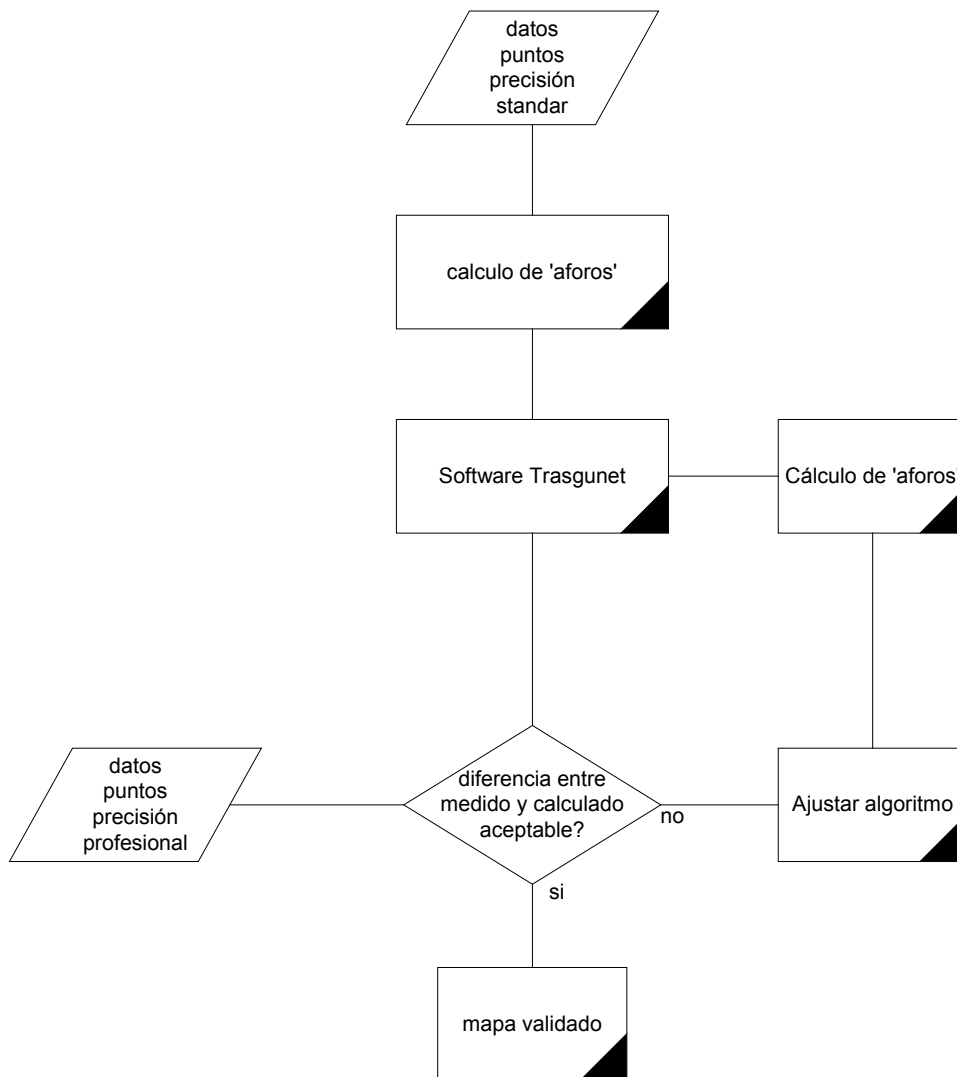 datos
puntos
precisión
standar
calculo de 'aforos'
Software Trasgunet
Cálculo de 'aforos'
datos
puntos
precisión
profesional
diferencia entre
medido y calculado
aceptable?
no
Ajustar algoritmo
si
mapa validado